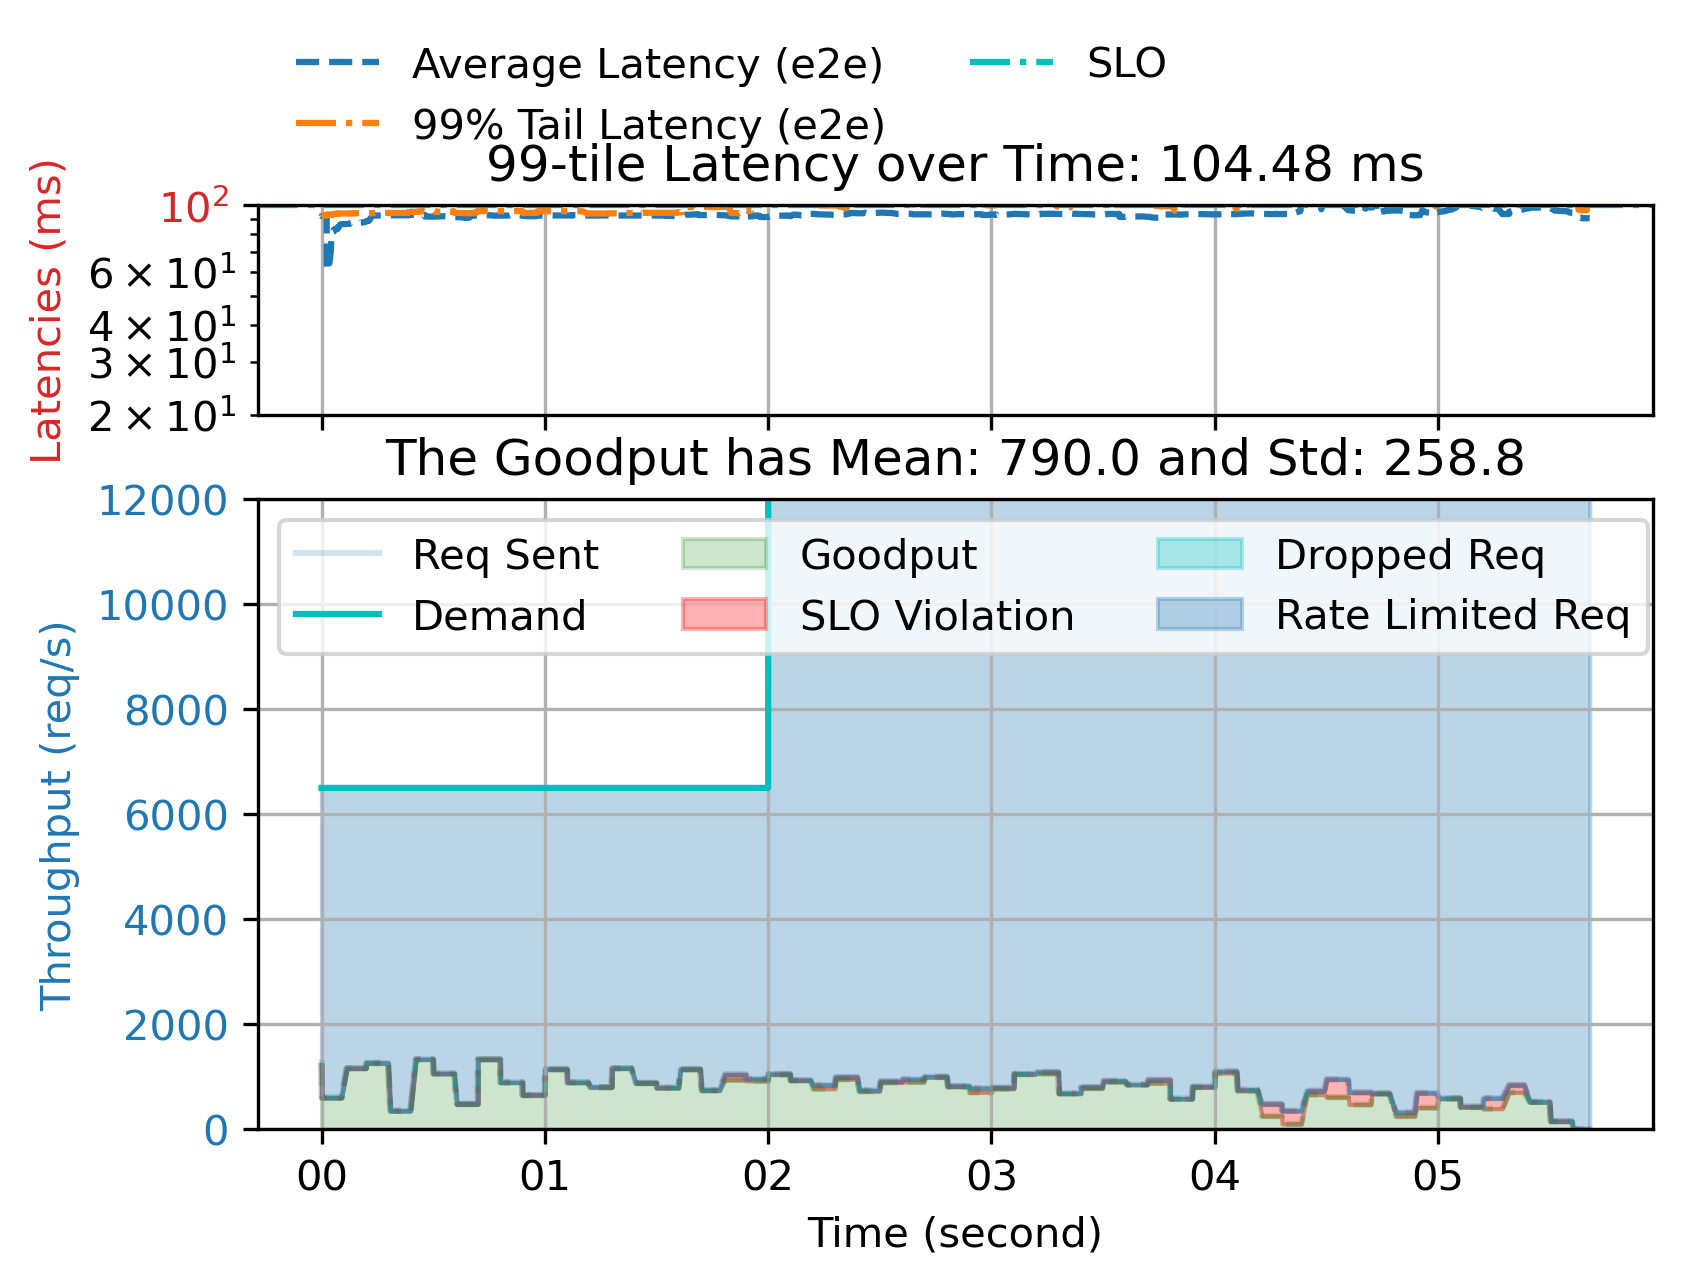 Average Latency (e2e)
SLO
99% Tail Latency (e2e)
99-tile Latency over Time: 104.48 ms
Latencies (ms)
10²
6 × 10¹
4 × 10¹
3 × 10¹
2 × 10¹
The Goodput has Mean: 790.0 and Std: 258.8
Throughput (req/s)
12000
10000
8000
6000
4000
2000
0
Req Sent
Demand
Goodput
SLO Violation
Dropped Req
Rate Limited Req
00 01 02 03 04 05
Time (second)